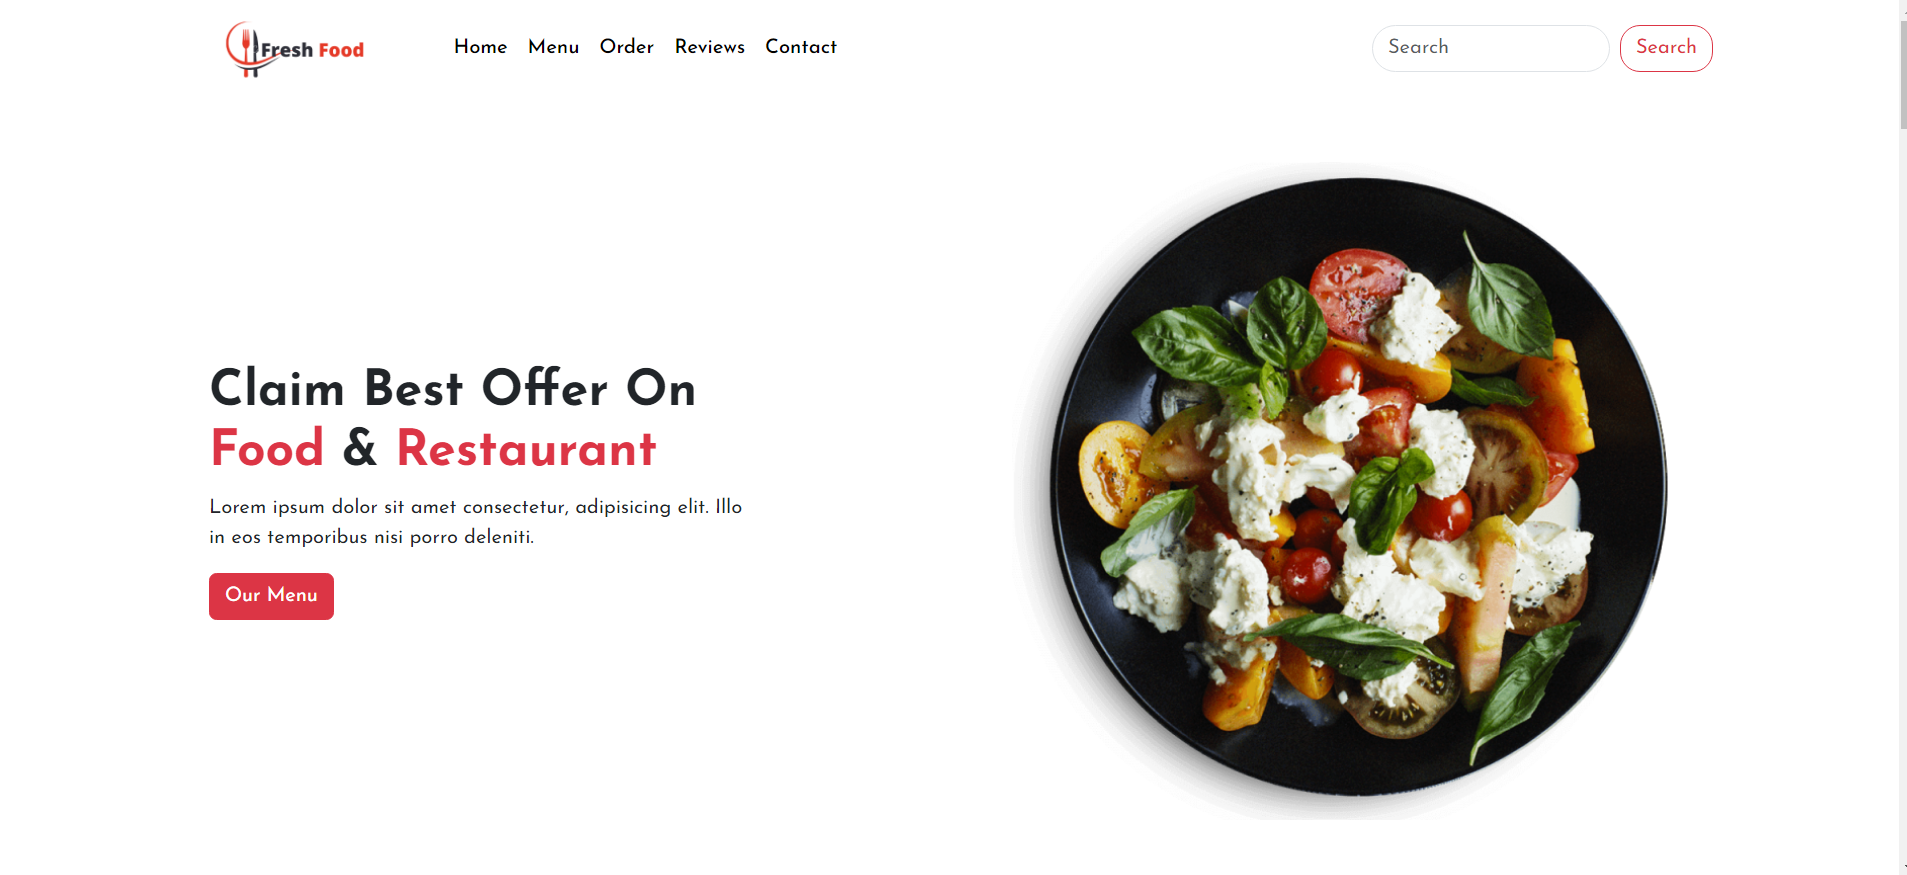 Fresh Food
Home Menu Order Reviews Contact
Search
Search
Claim Best Offer On
Food & Restaurant
Lorem ipsum dolor sit amet consectetur, adipisicing elit. Illo
in eos temporibus nisi porro deleniti.
Our Menu